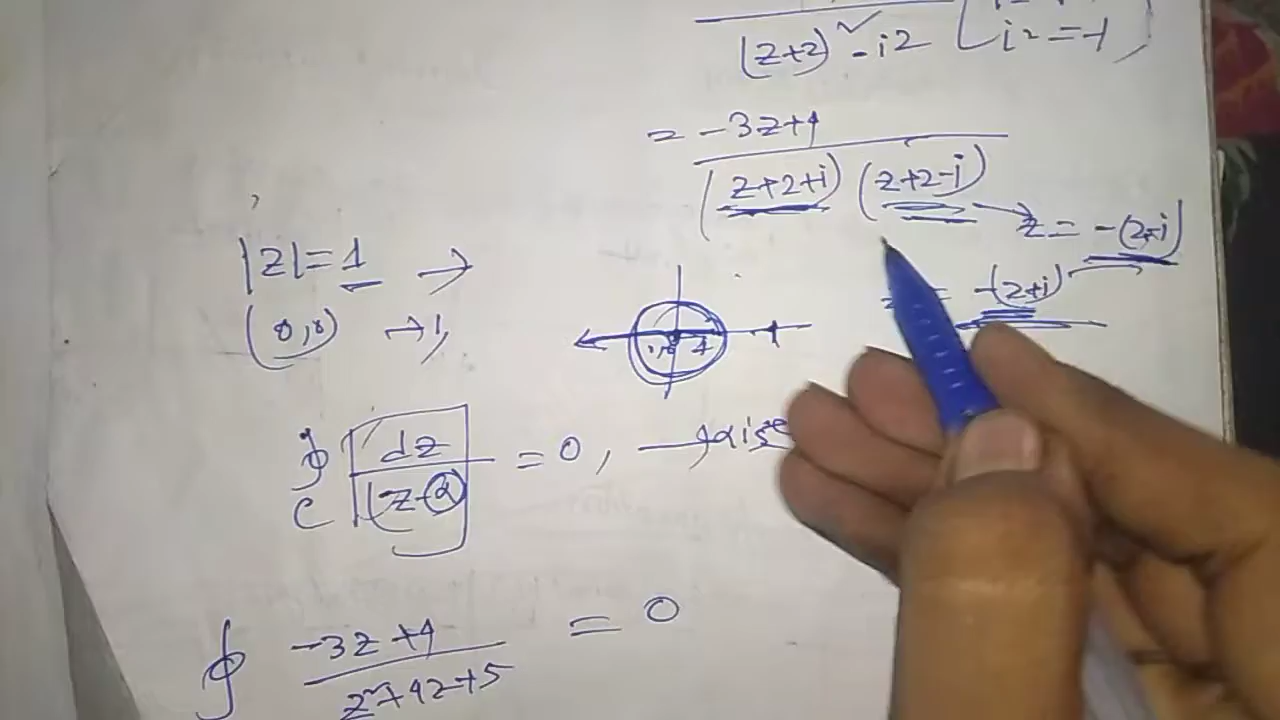 (z+2)² - i²
i² = -1
= -3z+4
(z+2+i) (z+2-i)
z = -(2-i)
|z| = 1 →
= -(2+i)
(0,0) → 1,
∮ dz = 0,
C (z-α)
∮ -3z+4 = 0
z²+4z+5